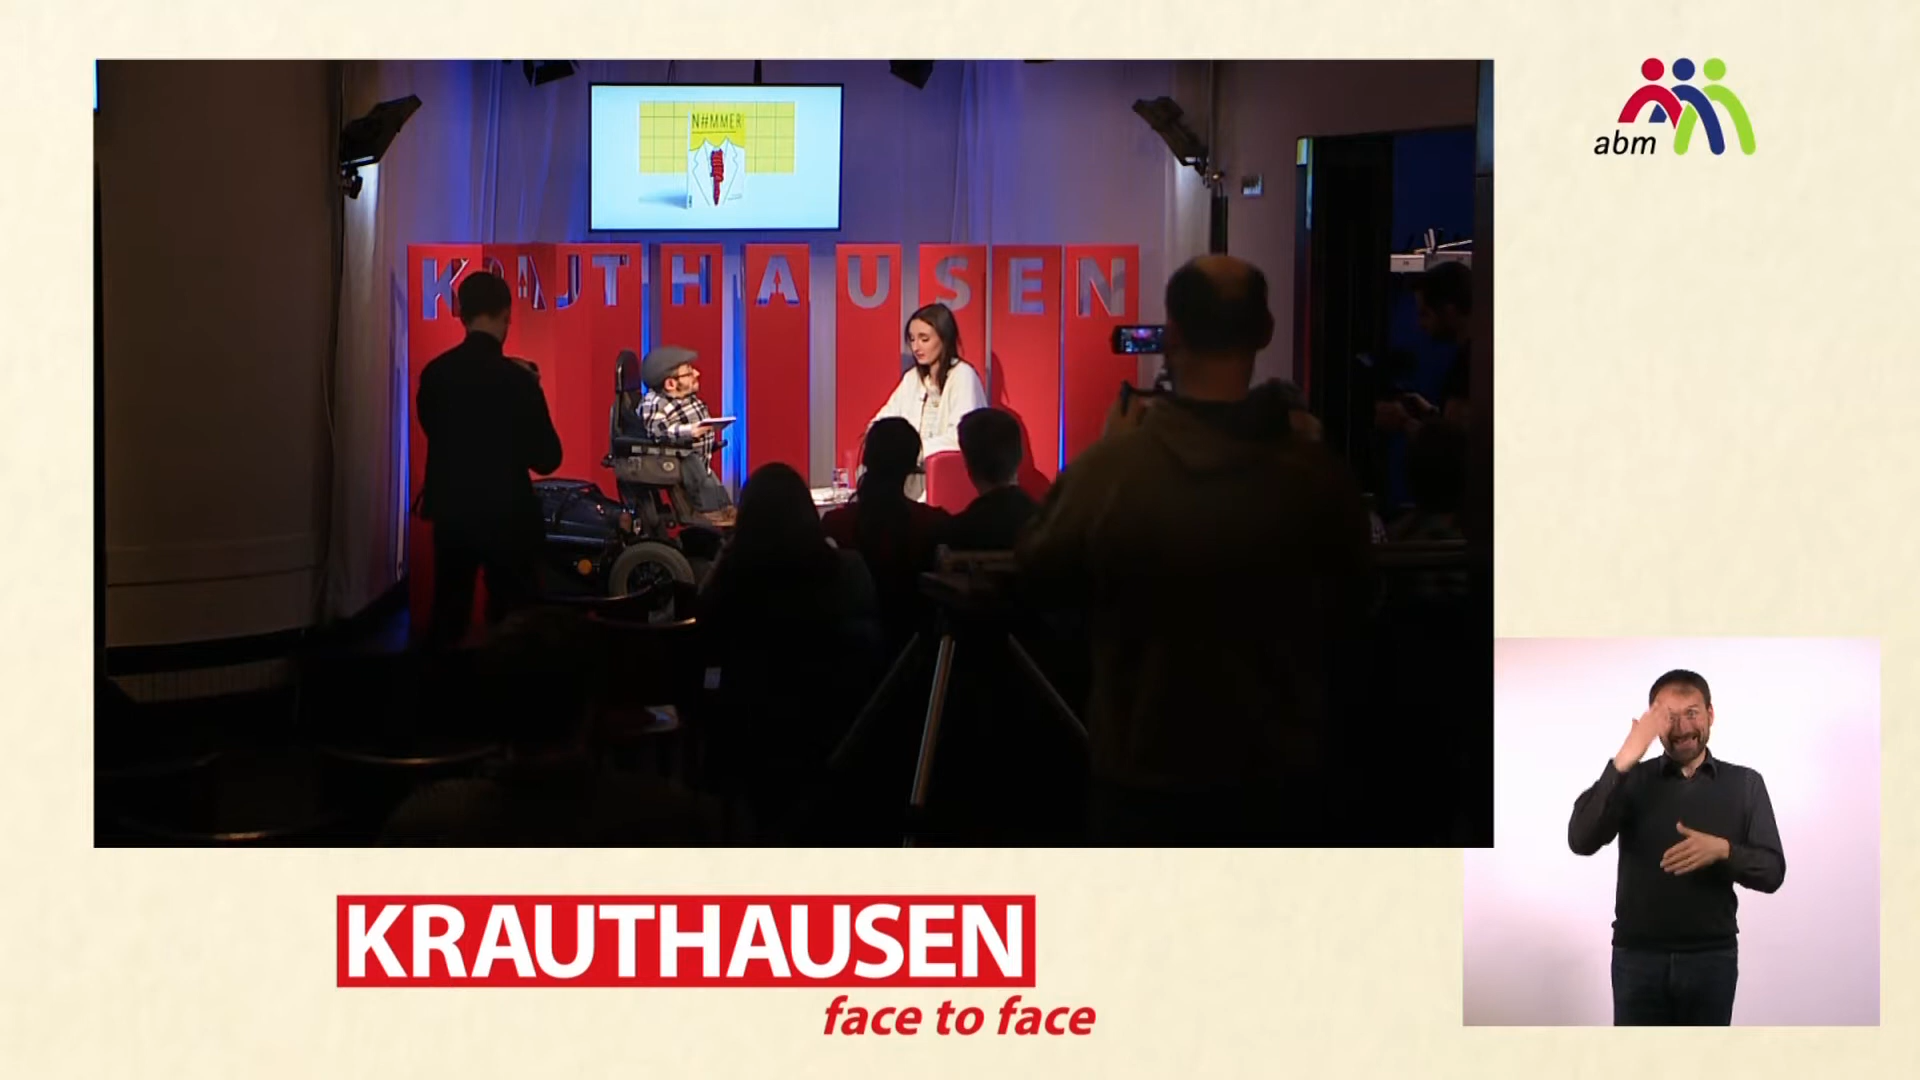 abm
N#MMER
KRAUTHAUSEN
KRAUTHAUSEN
face to face